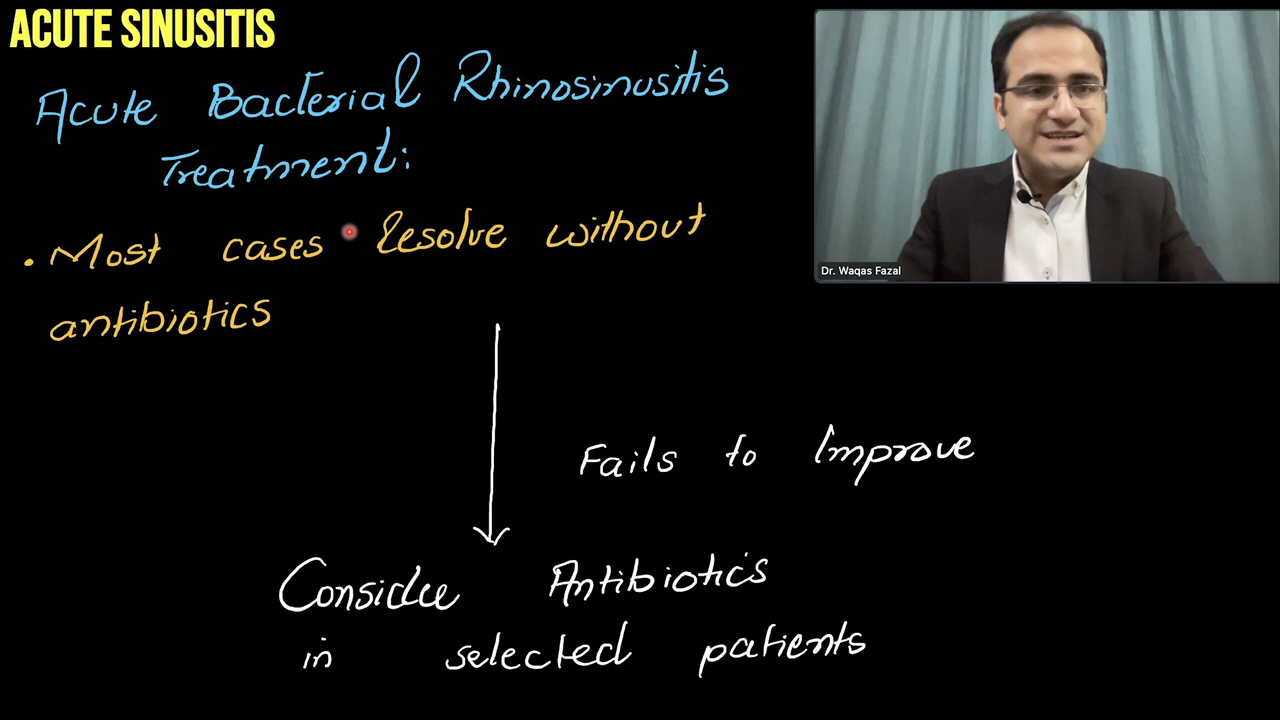 ACUTE SINUSITIS
Acute Bacterial Rhinosinusitis
Treatment:
• Most cases Resolve without
antibiotics
Fails to Improve
Consider Antibiotics
in selected patients
Dr. Waqas Fazal